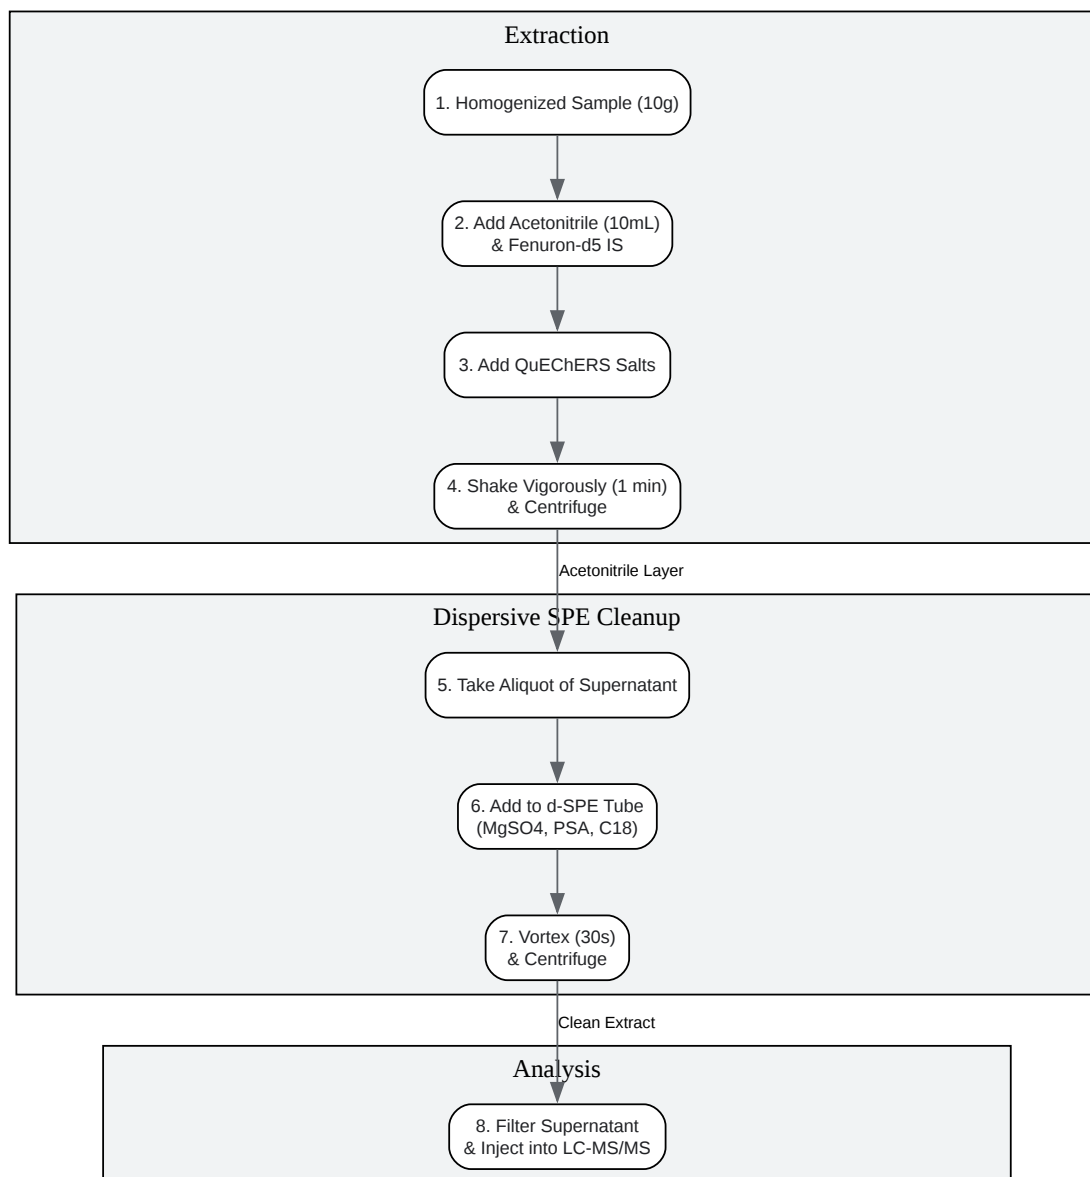 Extraction
1. Homogenized Sample (10g)
2. Add Acetonitrile (10mL)
& Fenuron-d5 IS
3. Add QuEChERS Salts
4. Shake Vigorously (1 min)
& Centrifuge
Acetonitrile Layer
Dispersive SPE Cleanup
5. Take Aliquot of Supernatant
6. Add to d-SPE Tube
(MgSO4, PSA, C18)
7. Vortex (30s)
& Centrifuge
Clean Extract
Analysis
8. Filter Supernatant
& Inject into LC-MS/MS